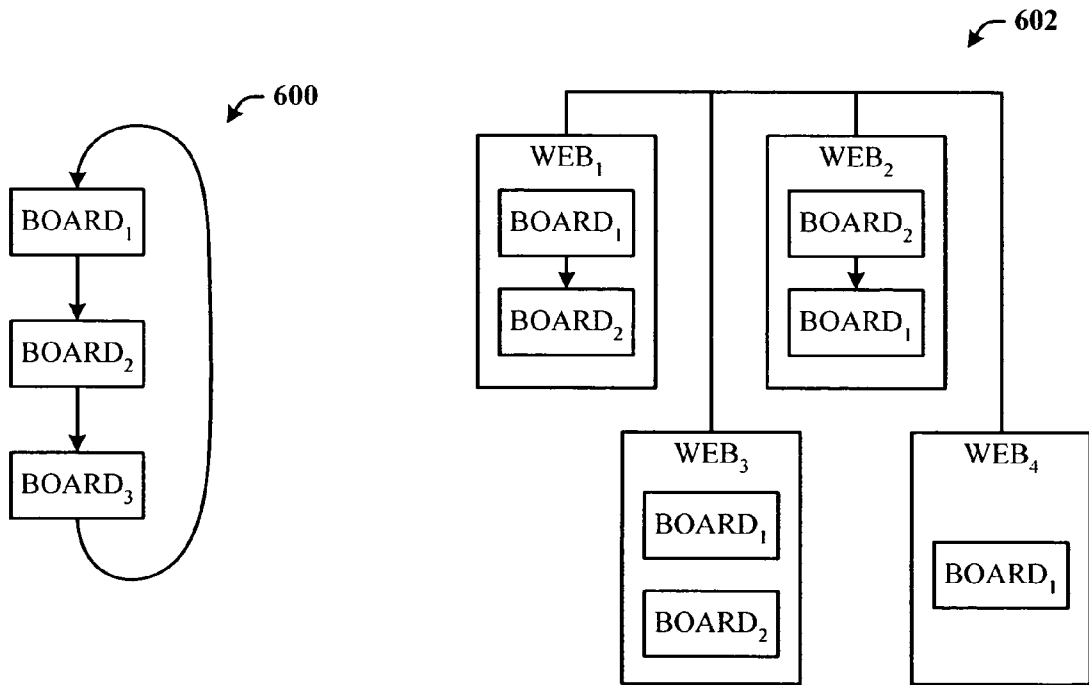 602
600
WEB₁
WEB₂
BOARD₁
BOARD₁
BOARD₂
BOARD₂
BOARD₂
BOARD₁
BOARD₃
WEB₃
WEB₄
BOARD₁
BOARD₁
BOARD₂